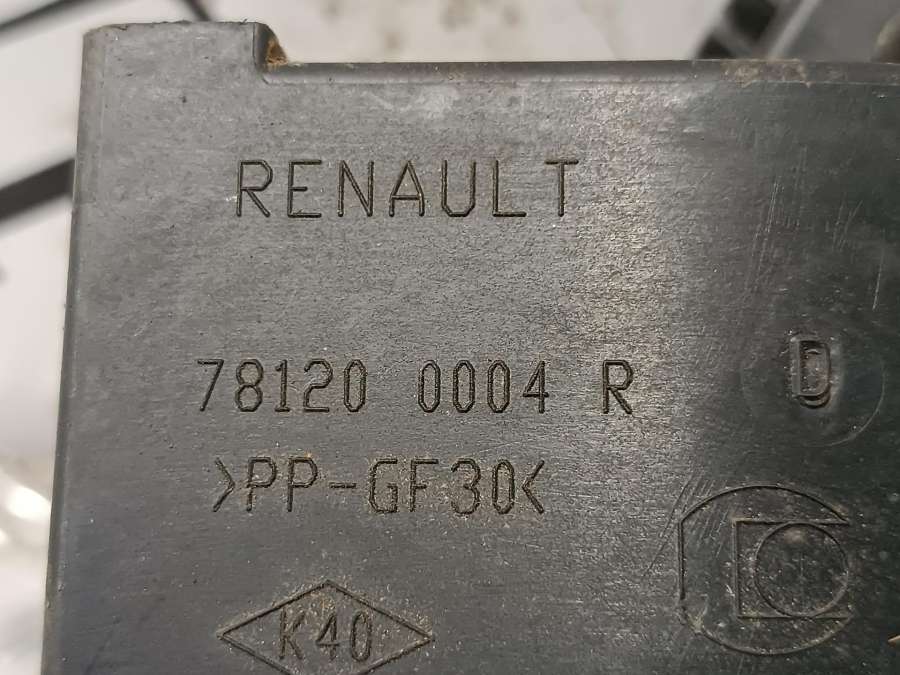 RENAULT
78120 0004 R
D
>PP-GF30<
K40